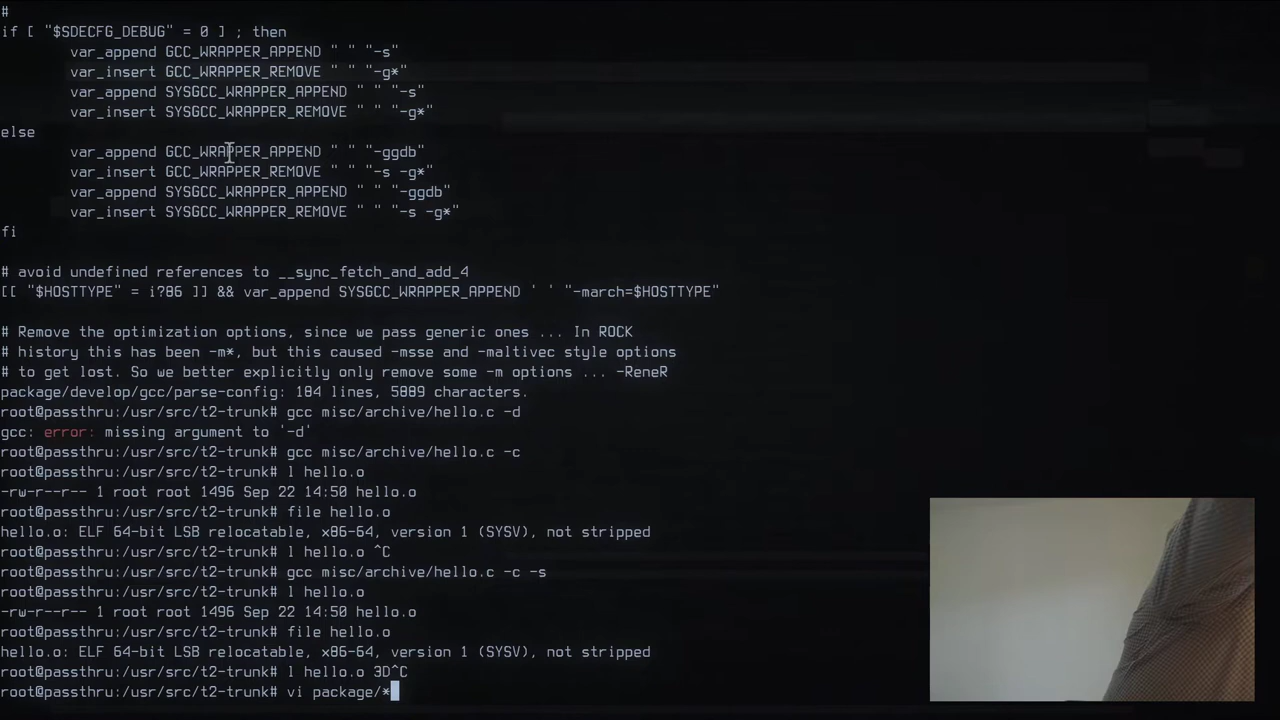 #
if [ "$SDECFG_DEBUG" = 0 ] ; then
var_append GCC_WRAPPER_APPEND " " "-s"
var_insert GCC_WRAPPER_REMOVE " " "-g*"
var_append SYSGCC_WRAPPER_APPEND " " "-s"
var_insert SYSGCC_WRAPPER_REMOVE " " "-g*"
else
var_append GCC_WRAPPER_APPEND " " "-ggdb"
var_insert GCC_WRAPPER_REMOVE " " "-s -g*"
var_append SYSGCC_WRAPPER_APPEND " " "-ggdb"
var_insert SYSGCC_WRAPPER_REMOVE " " "-s -g*"
fi
# avoid undefined references to __sync_fetch_and_add_4
[[ "$HOSTTYPE" = i?86 ]] && var_append SYSGCC_WRAPPER_APPEND ' ' "-march=$HOSTTYPE"
# Remove the optimization options, since we pass generic ones ... In ROCK
# history this has been -m*, but this caused -msse and -maltivec style options
# to get lost. So we better explicitly only remove some -m options ... -ReneR
package/develop/gcc/parse-config: 184 lines, 5889 characters.
root@passthru:/usr/src/t2-trunk# gcc misc/archive/hello.c -d
gcc: error: missing argument to '-d'
root@passthru:/usr/src/t2-trunk# gcc misc/archive/hello.c -c
root@passthru:/usr/src/t2-trunk# l hello.o
-rw-r--r-- 1 root root 1496 Sep 22 14:50 hello.o
root@passthru:/usr/src/t2-trunk# file hello.o
hello.o: ELF 64-bit LSB relocatable, x86-64, version 1 (SYSV), not stripped
root@passthru:/usr/src/t2-trunk# l hello.o ^C
root@passthru:/usr/src/t2-trunk# gcc misc/archive/hello.c -c -s
root@passthru:/usr/src/t2-trunk# l hello.o
-rw-r--r-- 1 root root 1496 Sep 22 14:50 hello.o
root@passthru:/usr/src/t2-trunk# file hello.o
hello.o: ELF 64-bit LSB relocatable, x86-64, version 1 (SYSV), not stripped
root@passthru:/usr/src/t2-trunk# l hello.o 3D^C
root@passthru:/usr/src/t2-trunk# vi package/*